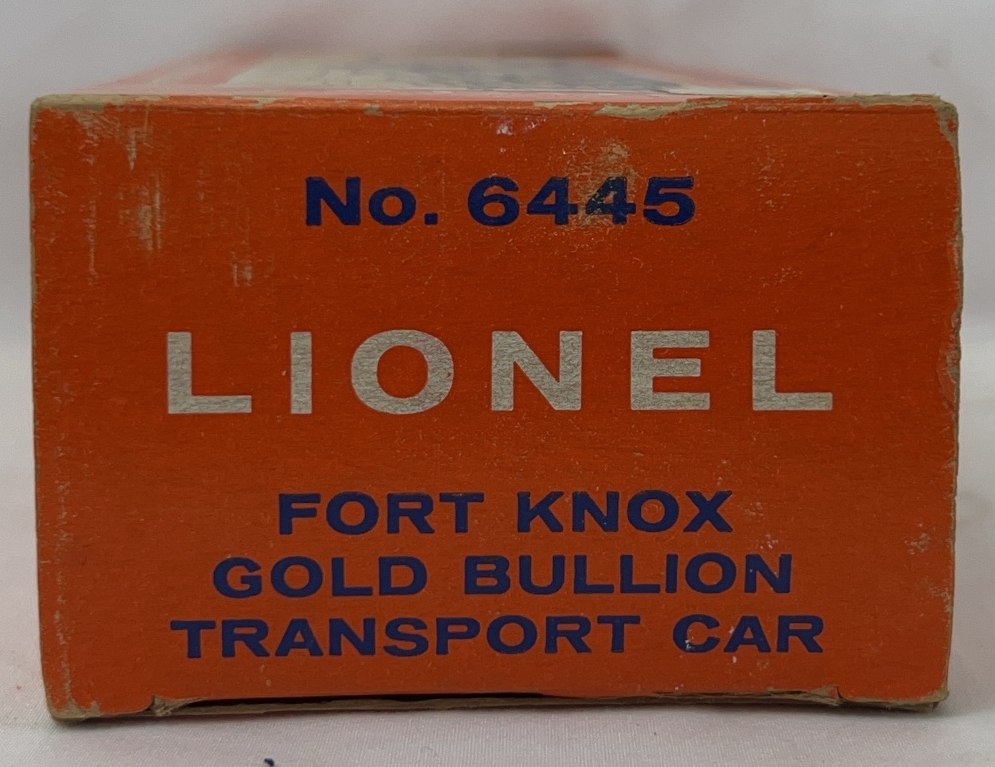 No. 6445
LIONEL
FORT KNOX
GOLD BULLION
TRANSPORT CAR